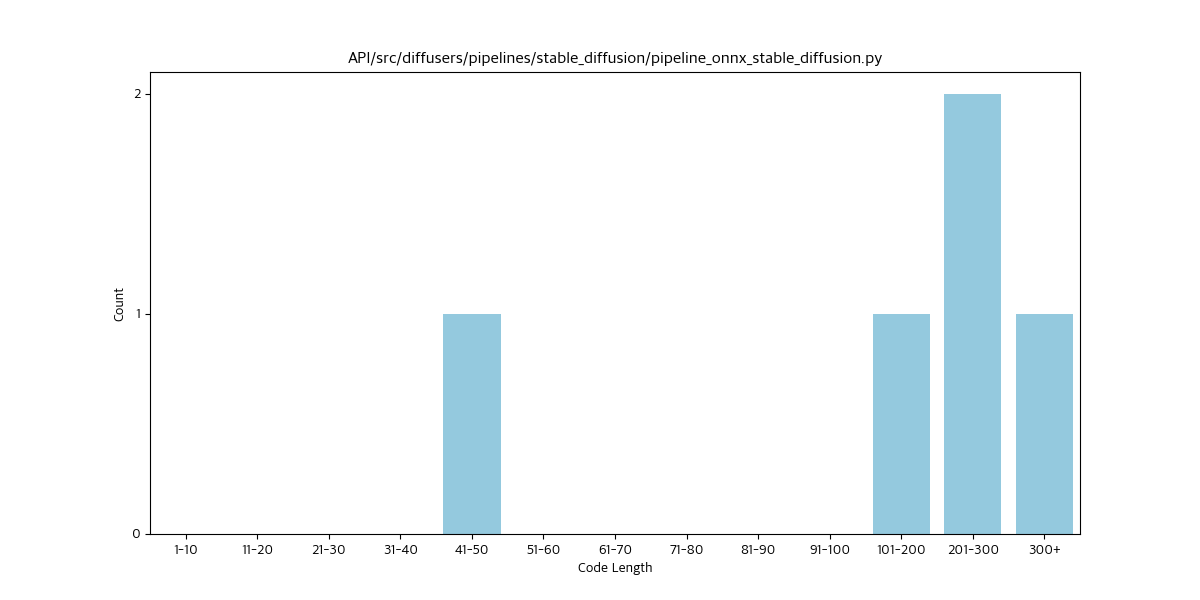 API/src/diffusers/pipelines/stable_diffusion/pipeline_onnx_stable_diffusion.py
2
1
0
Count
1-10 11-20 21-30 31-40 41-50 51-60 61-70 71-80 81-90 91-100 101-200 201-300 300+
Code Length